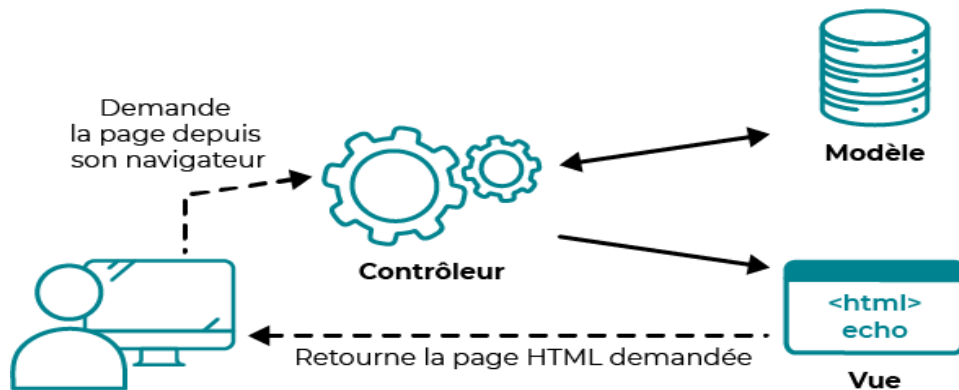 Demande
la page depuis
son navigateur
Modèle
Contrôleur
<html>
echo
Retourne la page HTML demandée
Vue